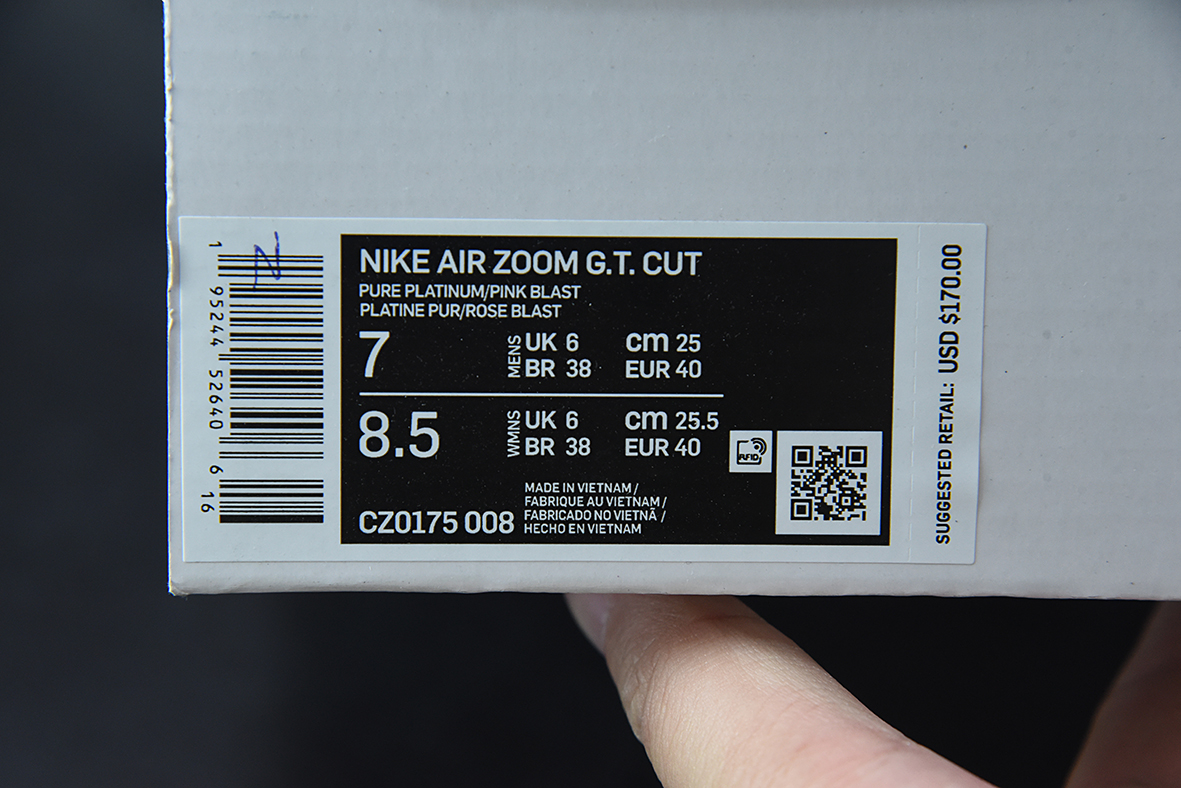 1 95244 52640 6 16
NIKE AIR ZOOM G.T. CUT
PURE PLATINUM/PINK BLAST
PLATINE PUR/ROSE BLAST
7
MENS
UK 6 cm 25
BR 38 EUR 40
8.5
WMNS
UK 6 cm 25.5
BR 38 EUR 40
RFID
MADE IN VIETNAM /
FABRIQUE AU VIETNAM /
FABRICADO NO VIETNÃ /
HECHO EN VIETNAM
CZ0175 008
SUGGESTED RETAIL: USD $170.00